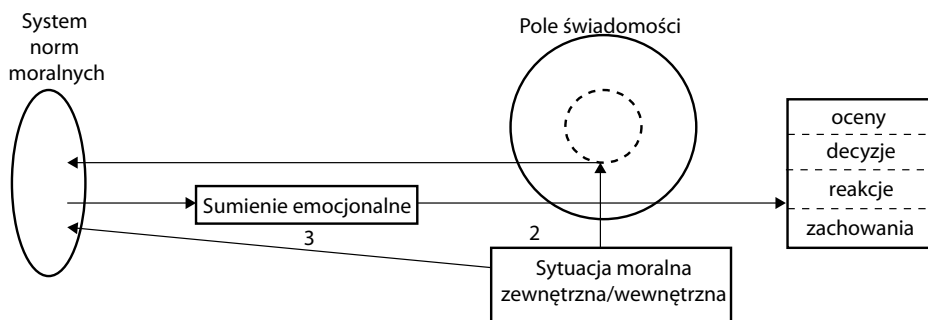 System
norm
moralnych
Pole świadomości
oceny
decyzje
reakcje
zachowania
Sumienie emocjonalne
3
2
Sytuacja moralna
zewnętrzna/wewnętrzna